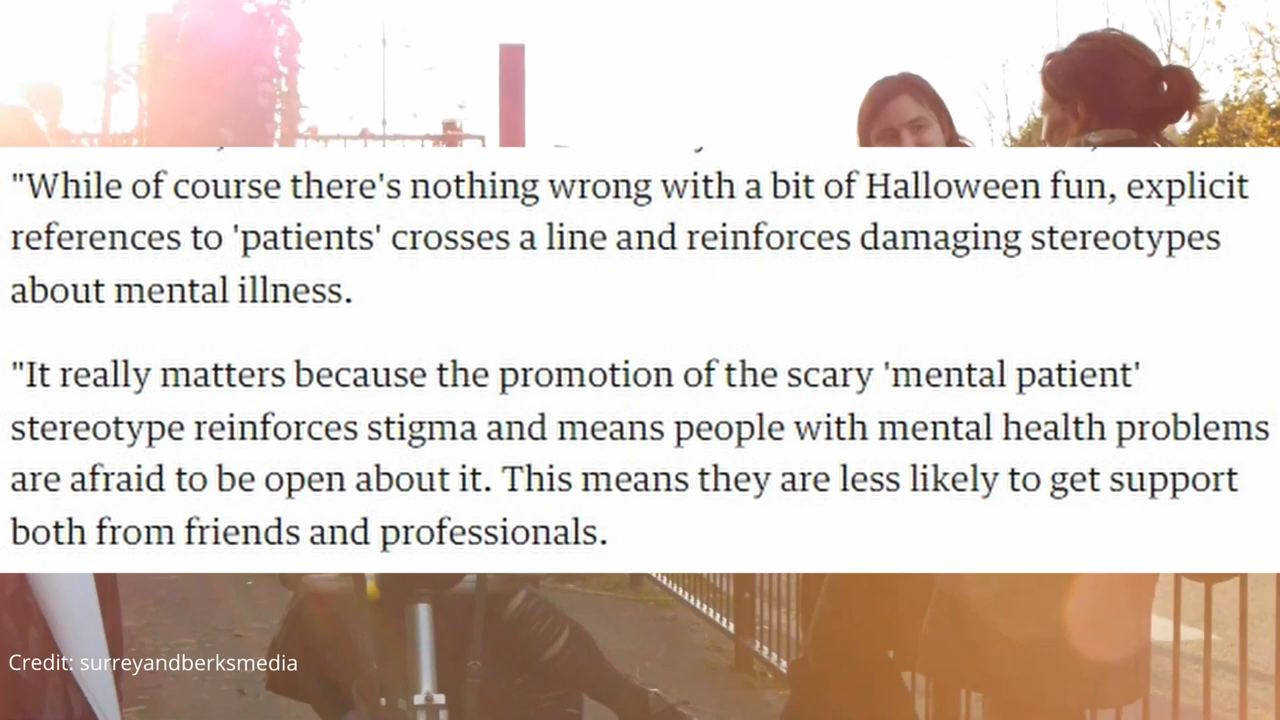 "While of course there's nothing wrong with a bit of Halloween fun, explicit
references to 'patients' crosses a line and reinforces damaging stereotypes
about mental illness.
"It really matters because the promotion of the scary 'mental patient'
stereotype reinforces stigma and means people with mental health problems
are afraid to be open about it. This means they are less likely to get support
both from friends and professionals.
Credit: surreyandberksmedia